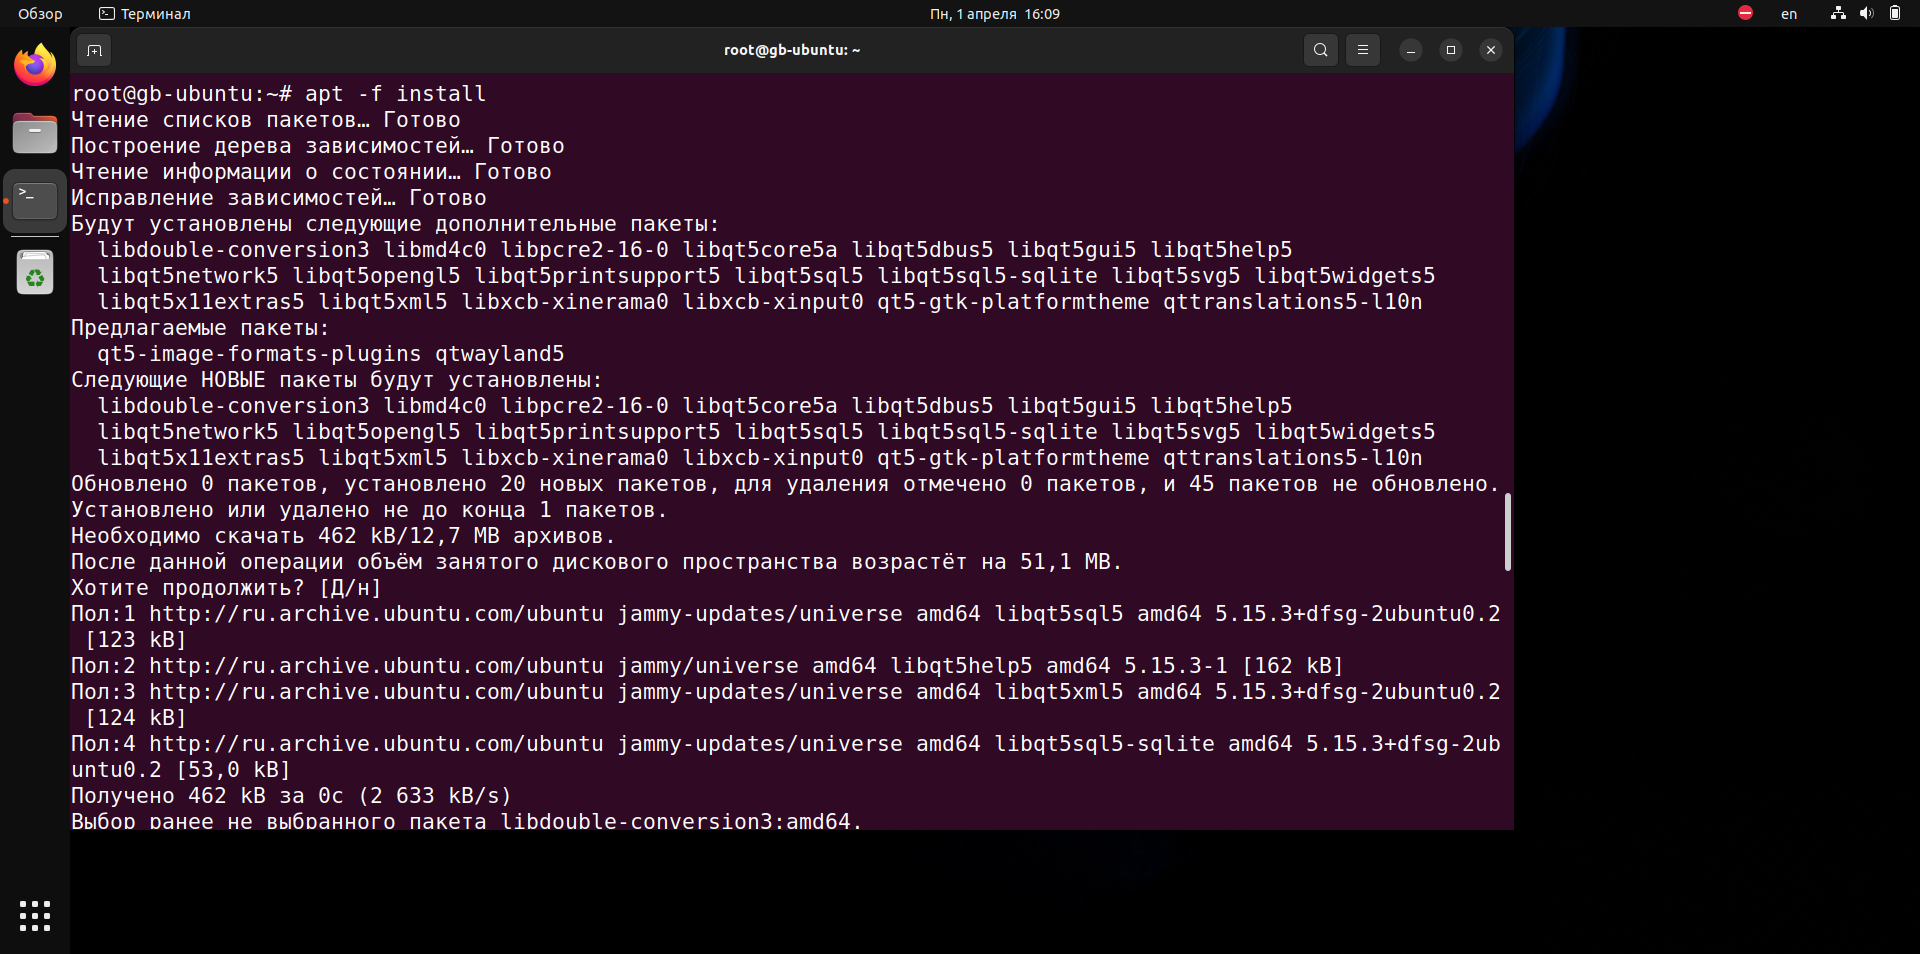 Обзор
Терминал
Пн, 1 апреля 16:09
en
root@gb-ubuntu: ~
root@gb-ubuntu:~# apt -f install
Чтение списков пакетов… Готово
Построение дерева зависимостей… Готово
Чтение информации о состоянии… Готово
Исправление зависимостей… Готово
Будут установлены следующие дополнительные пакеты:
  libdouble-conversion3 libmd4c0 libpcre2-16-0 libqt5core5a libqt5dbus5 libqt5gui5 libqt5help5
  libqt5network5 libqt5opengl5 libqt5printsupport5 libqt5sql5 libqt5sql5-sqlite libqt5svg5 libqt5widgets5
  libqt5x11extras5 libqt5xml5 libxcb-xinerama0 libxcb-xinput0 qt5-gtk-platformtheme qttranslations5-l10n
Предлагаемые пакеты:
  qt5-image-formats-plugins qtwayland5
Следующие НОВЫЕ пакеты будут установлены:
  libdouble-conversion3 libmd4c0 libpcre2-16-0 libqt5core5a libqt5dbus5 libqt5gui5 libqt5help5
  libqt5network5 libqt5opengl5 libqt5printsupport5 libqt5sql5 libqt5sql5-sqlite libqt5svg5 libqt5widgets5
  libqt5x11extras5 libqt5xml5 libxcb-xinerama0 libxcb-xinput0 qt5-gtk-platformtheme qttranslations5-l10n
Обновлено 0 пакетов, установлено 20 новых пакетов, для удаления отмечено 0 пакетов, и 45 пакетов не обновлено.
Установлено или удалено не до конца 1 пакетов.
Необходимо скачать 462 kB/12,7 MB архивов.
После данной операции объём занятого дискового пространства возрастёт на 51,1 MB.
Хотите продолжить? [Д/н]
Пол:1 http://ru.archive.ubuntu.com/ubuntu jammy-updates/universe amd64 libqt5sql5 amd64 5.15.3+dfsg-2ubuntu0.2
 [123 kB]
Пол:2 http://ru.archive.ubuntu.com/ubuntu jammy/universe amd64 libqt5help5 amd64 5.15.3-1 [162 kB]
Пол:3 http://ru.archive.ubuntu.com/ubuntu jammy-updates/universe amd64 libqt5xml5 amd64 5.15.3+dfsg-2ubuntu0.2
 [124 kB]
Пол:4 http://ru.archive.ubuntu.com/ubuntu jammy-updates/universe amd64 libqt5sql5-sqlite amd64 5.15.3+dfsg-2ub
untu0.2 [53,0 kB]
Получено 462 kB за 0с (2 633 kB/s)
Выбор ранее не выбранного пакета libdouble-conversion3:amd64.